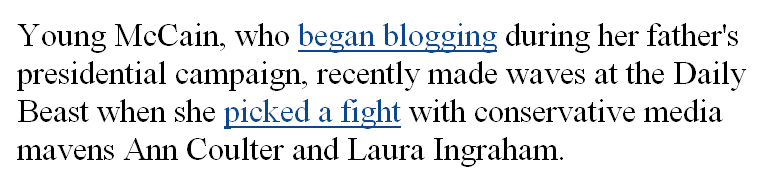 Young McCain, who began blogging during her father's
presidential campaign, recently made waves at the Daily
Beast when she picked a fight with conservative media
mavens Ann Coulter and Laura Ingraham.